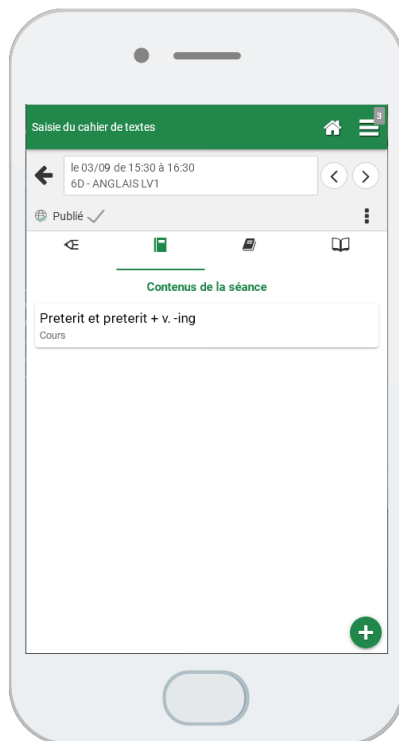 Saisie du cahier de textes
3
le 03/09 de 15:30 à 16:30
6D - ANGLAIS LV1
Publié
Contenus de la séance
Preterit et preterit + v. -ing
Cours